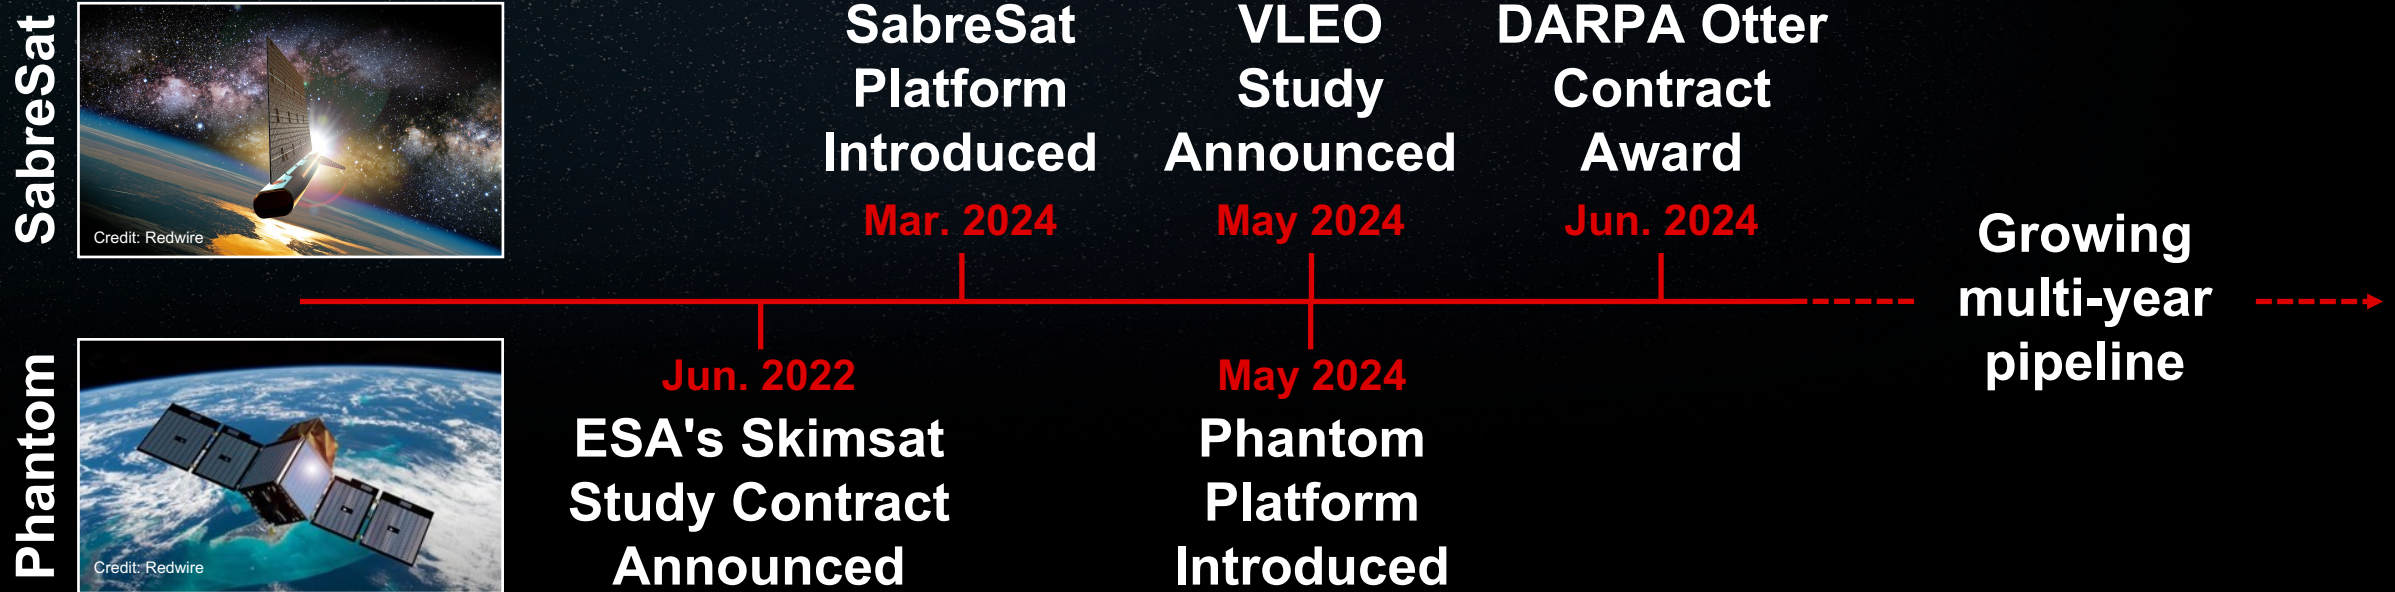 SabreSat
Credit: Redwire
SabreSat
Platform
Introduced
Mar. 2024
VLEO
Study
Announced
May 2024
DARPA Otter
Contract
Award
Jun. 2024
Growing
multi-year
pipeline
Phantom
Credit: Redwire
Jun. 2022
ESA's Skimsat
Study Contract
Announced
May 2024
Phantom
Platform
Introduced